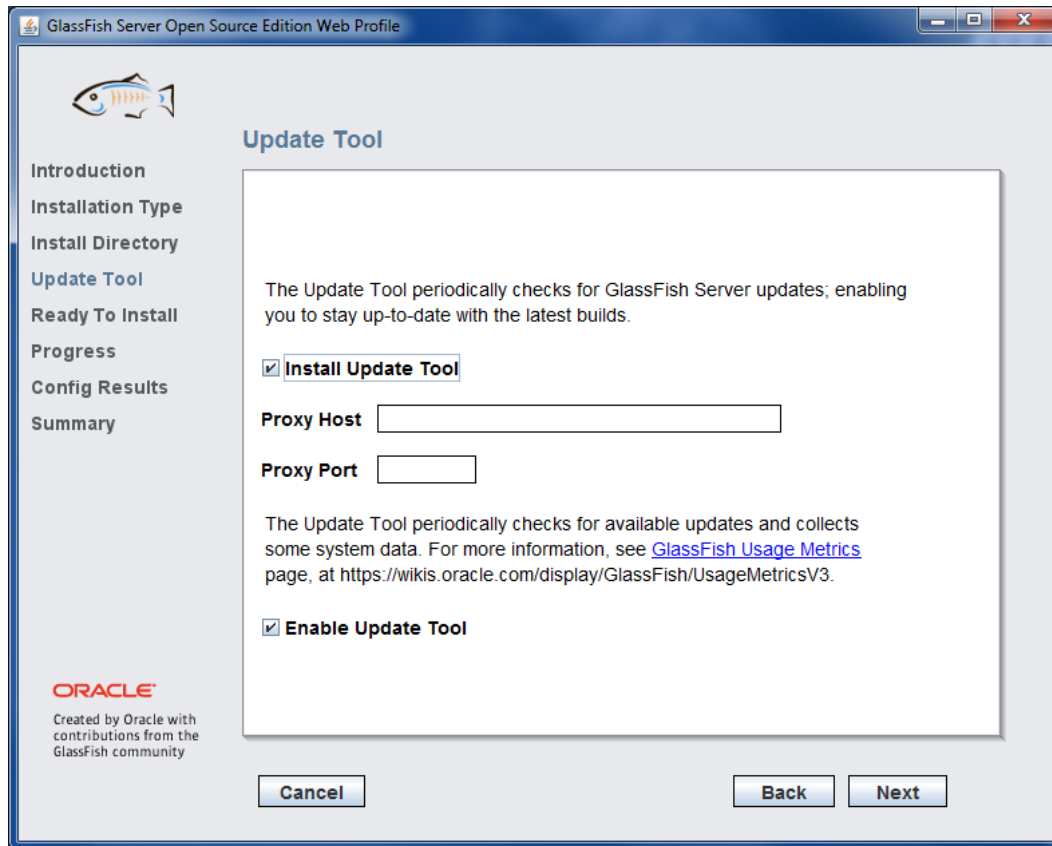 GlassFish Server Open Source Edition Web Profile
Update Tool
Introduction
Installation Type
Install Directory
Update Tool
Ready To Install
Progress
Config Results
Summary
The Update Tool periodically checks for GlassFish Server updates; enabling
you to stay up-to-date with the latest builds.
Install Update Tool
Proxy Host
Proxy Port
The Update Tool periodically checks for available updates and collects
some system data. For more information, see GlassFish Usage Metrics
page, at https://wikis.oracle.com/display/GlassFish/UsageMetricsV3.
Enable Update Tool
ORACLE
Created by Oracle with
contributions from the
GlassFish community
Cancel
Back
Next